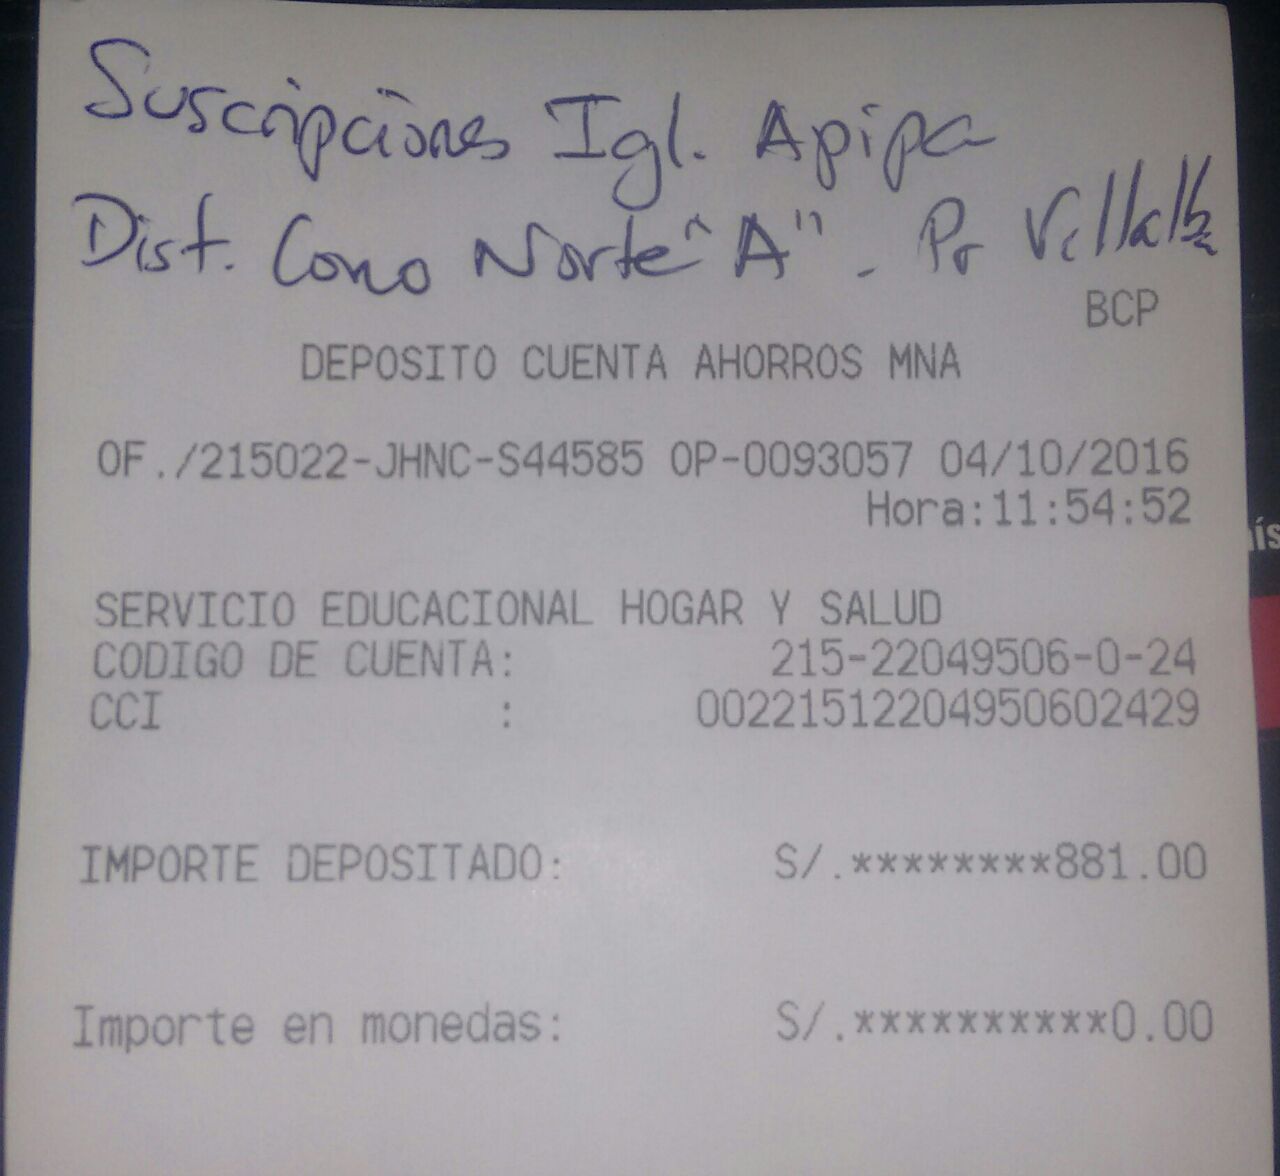 Suscripciones Igl. Apipa
Dist. Cono Norte "A". Pr Villalba
BCP
DEPOSITO CUENTA AHORROS MNA
OF./215022-JHNC-S44585 OP-0093057 04/10/2016
Hora:11:54:52
SERVICIO EDUCACIONAL HOGAR Y SALUD
CODIGO DE CUENTA: 215-22049506-0-24
CCI : 00221512204950602429
IMPORTE DEPOSITADO: S/.********881.00
Importe en monedas: S/.**********0.00